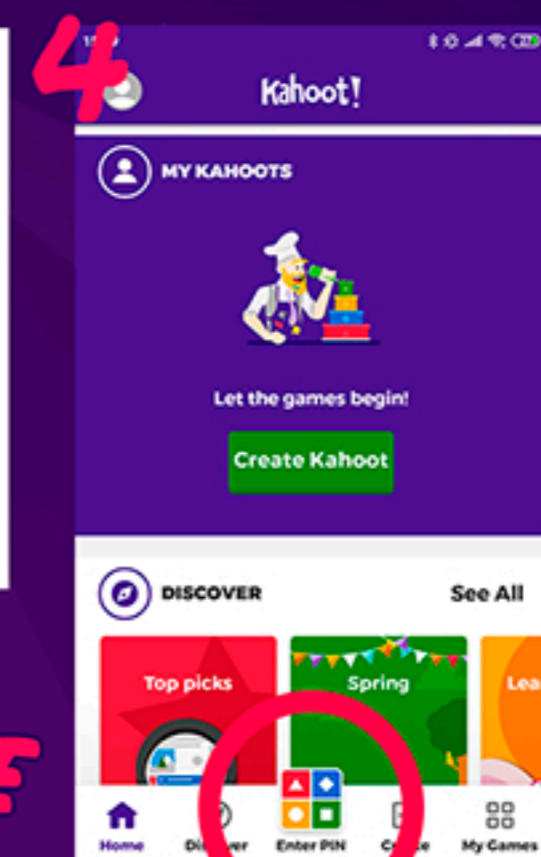 4
Kahoot!
MY KAHOOTS
Let the games begin!
Create Kahoot
DISCOVER
See All
Top picks
Spring
Lea
Home
Enter PIN
My Games